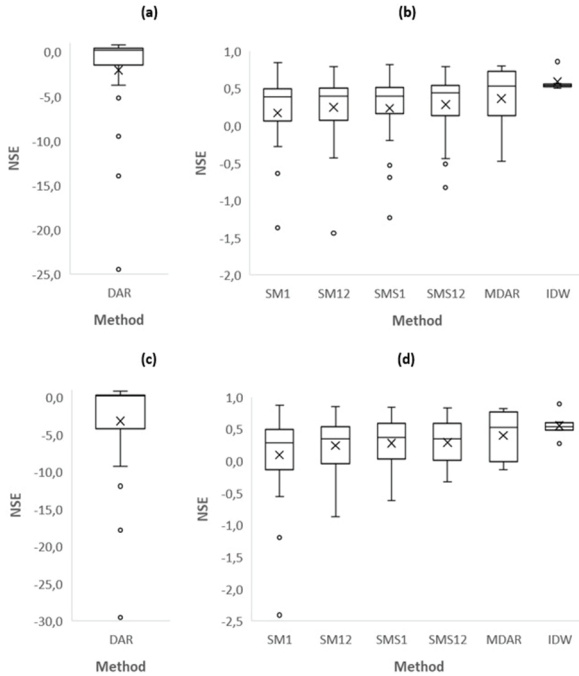 (a)
0,0
-5,0
-10,0
-15,0
-20,0
-25,0
NSE
DAR
Method
(b)
1,0
0,5
0,0
-0,5
-1,0
-1,5
-2,0
NSE
SM1 SM12 SMS1 SMS12 MDAR IDW
Method
(c)
0,0
-5,0
-10,0
-15,0
-20,0
-25,0
-30,0
NSE
DAR
Method
(d)
1,0
0,5
0,0
-0,5
-1,0
-1,5
-2,0
-2,5
NSE
SM1 SM12 SMS1 SMS12 MDAR IDW
Method